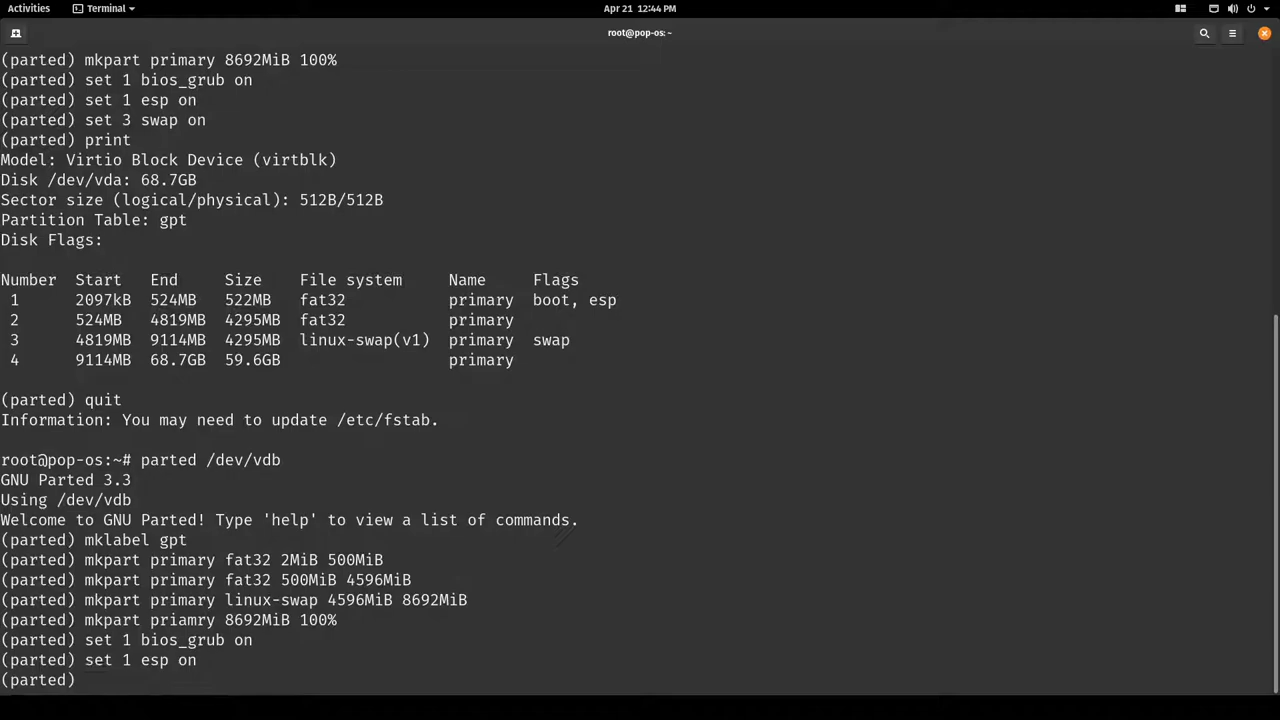 Activities Terminal Apr 21 12:44 PM
root@pop-os: ~
(parted) mkpart primary 8692MiB 100%
(parted) set 1 bios_grub on
(parted) set 1 esp on
(parted) set 3 swap on
(parted) print
Model: Virtio Block Device (virtblk)
Disk /dev/vda: 68.7GB
Sector size (logical/physical): 512B/512B
Partition Table: gpt
Disk Flags:
Number Start End Size File system Name Flags
1 2097kB 524MB 522MB fat32 primary boot, esp
2 524MB 4819MB 4295MB fat32 primary
3 4819MB 9114MB 4295MB linux-swap(v1) primary swap
4 9114MB 68.7GB 59.6GB primary
(parted) quit
Information: You may need to update /etc/fstab.
root@pop-os:~# parted /dev/vdb
GNU Parted 3.3
Using /dev/vdb
Welcome to GNU Parted! Type 'help' to view a list of commands.
(parted) mklabel gpt
(parted) mkpart primary fat32 2MiB 500MiB
(parted) mkpart primary fat32 500MiB 4596MiB
(parted) mkpart primary linux-swap 4596MiB 8692MiB
(parted) mkpart priamry 8692MiB 100%
(parted) set 1 bios_grub on
(parted) set 1 esp on
(parted)